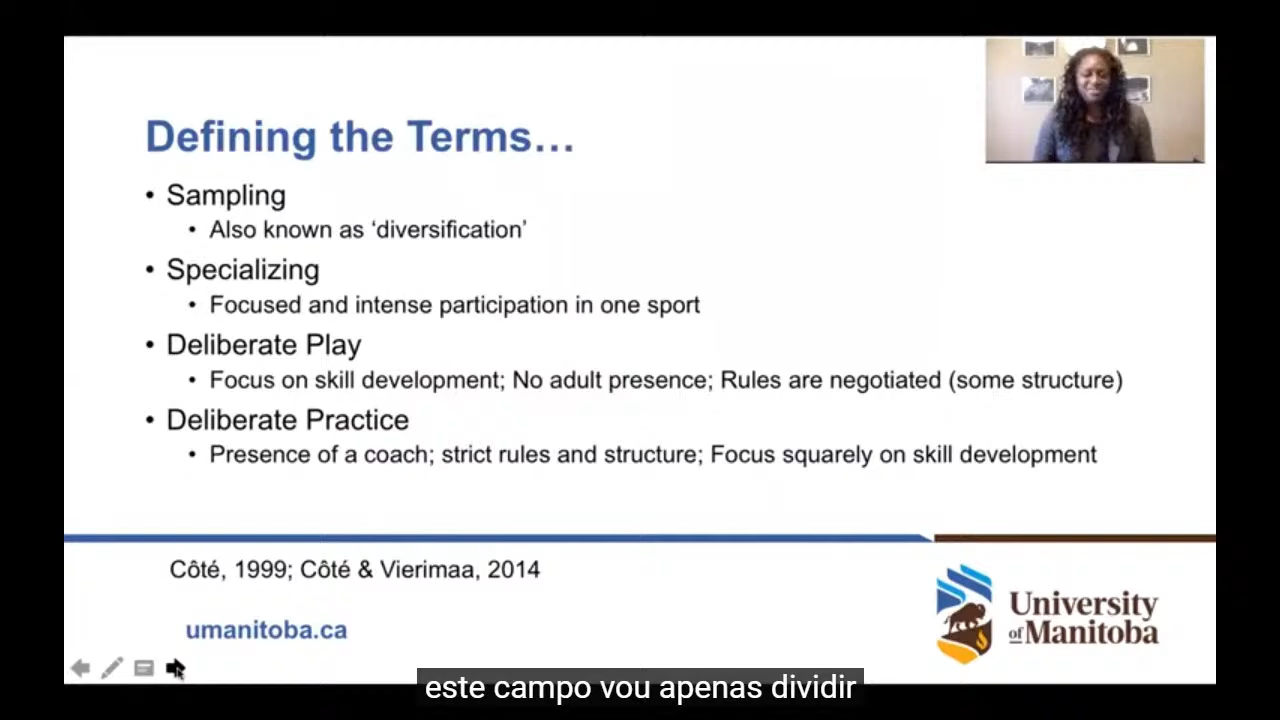 Defining the Terms…
• Sampling
• Also known as ‘diversification’
• Specializing
• Focused and intense participation in one sport
• Deliberate Play
• Focus on skill development; No adult presence; Rules are negotiated (some structure)
• Deliberate Practice
• Presence of a coach; strict rules and structure; Focus squarely on skill development
Côté, 1999; Côté & Vierimaa, 2014
umanitoba.ca
University
of Manitoba
este campo vou apenas dividir